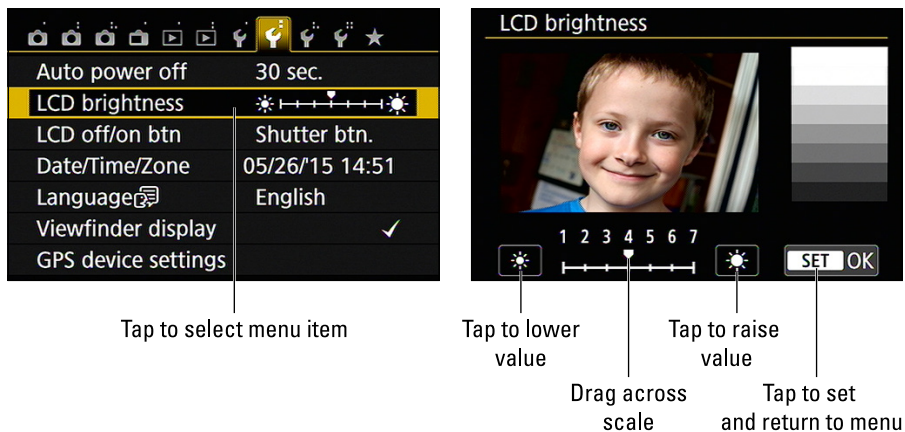 Auto power off 30 sec.
LCD brightness
LCD off/on btn Shutter btn.
Date/Time/Zone 05/26/'15 14:51
Language English
Viewfinder display
GPS device settings
Tap to select menu item
LCD brightness
1 2 3 4 5 6 7
SET OK
Tap to lower
value
Tap to raise
value
Drag across
scale
Tap to set
and return to menu